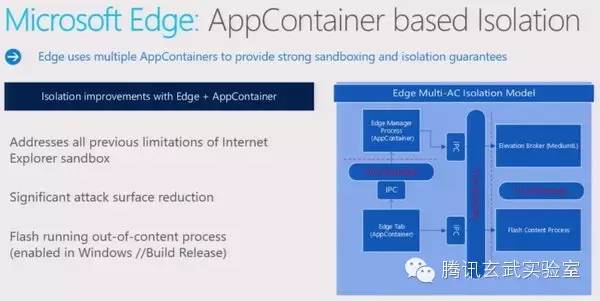 Microsoft Edge: AppContainer based Isolation
Edge uses multiple AppContainers to provide strong sandboxing and isolation guarantees
Isolation improvements with Edge + AppContainer
Addresses all previous limitations of Internet
Explorer sandbox
Significant attack surface reduction
Flash running out-of-content process
(enabled in Windows //Build Release)
Edge Multi-AC Isolation Model
Edge Manager
Process
(AppContainer)
IPC
Elevation Broker (MediumIL)
IPC
Edge Tab
(AppContainer)
IPC
Flash Content Process
腾讯玄武实验室